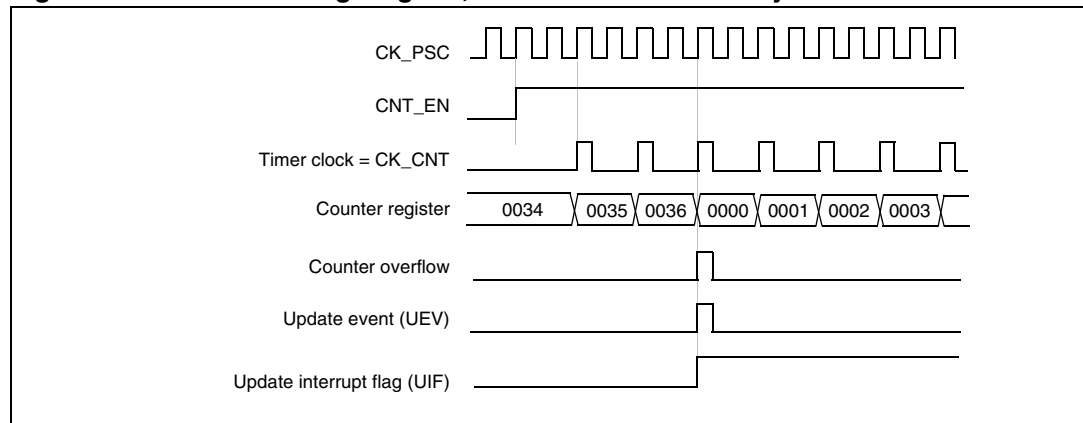 CK_PSC
CNT_EN
Timer clock = CK_CNT
Counter register 0034 0035 0036 0000 0001 0002 0003
Counter overflow
Update event (UEV)
Update interrupt flag (UIF)